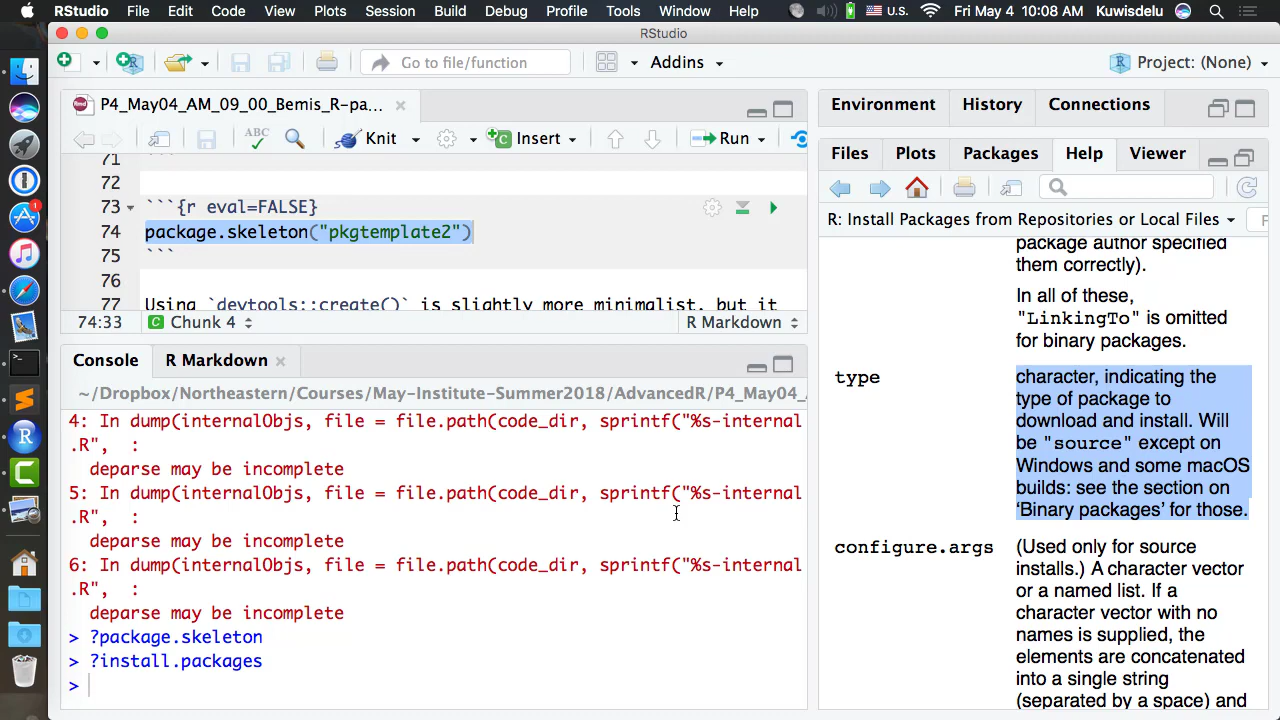 RStudio File Edit Code View Plots Session Build Debug Profile Tools Window Help U.S. Fri May 4 10:08 AM Kuwisdelu
RStudio
Go to file/function Addins Project: (None)
P4_May04_AM_09_00_Bemis_R-pa...
ABC Knit Insert Run
71 ```
72
73 ```{r eval=FALSE}
74 package.skeleton("pkgtemplate2")
75 ```
76
77 Using `devtools::create()` is slightly more minimalist, but it
74:33 Chunk 4 R Markdown
Console R Markdown
~/Dropbox/Northeastern/Courses/May-Institute-Summer2018/AdvancedR/P4_May04_
4: In dump(internalObjs, file = file.path(code_dir, sprintf("%s-internal
.R", :
deparse may be incomplete
5: In dump(internalObjs, file = file.path(code_dir, sprintf("%s-internal
.R", :
deparse may be incomplete
6: In dump(internalObjs, file = file.path(code_dir, sprintf("%s-internal
.R", :
deparse may be incomplete
> ?package.skeleton
> ?install.packages
>
Environment History Connections
Files Plots Packages Help Viewer
R: Install Packages from Repositories or Local Files
package author specified
them correctly).
In all of these,
"LinkingTo" is omitted
for binary packages.
type character, indicating the
type of package to
download and install. Will
be "source" except on
Windows and some macOS
builds: see the section on
‘Binary packages’ for those.
configure.args (Used only for source
installs.) A character vector
or a named list. If a
character vector with no
names is supplied, the
elements are concatenated
into a single string
(separated by a space) and